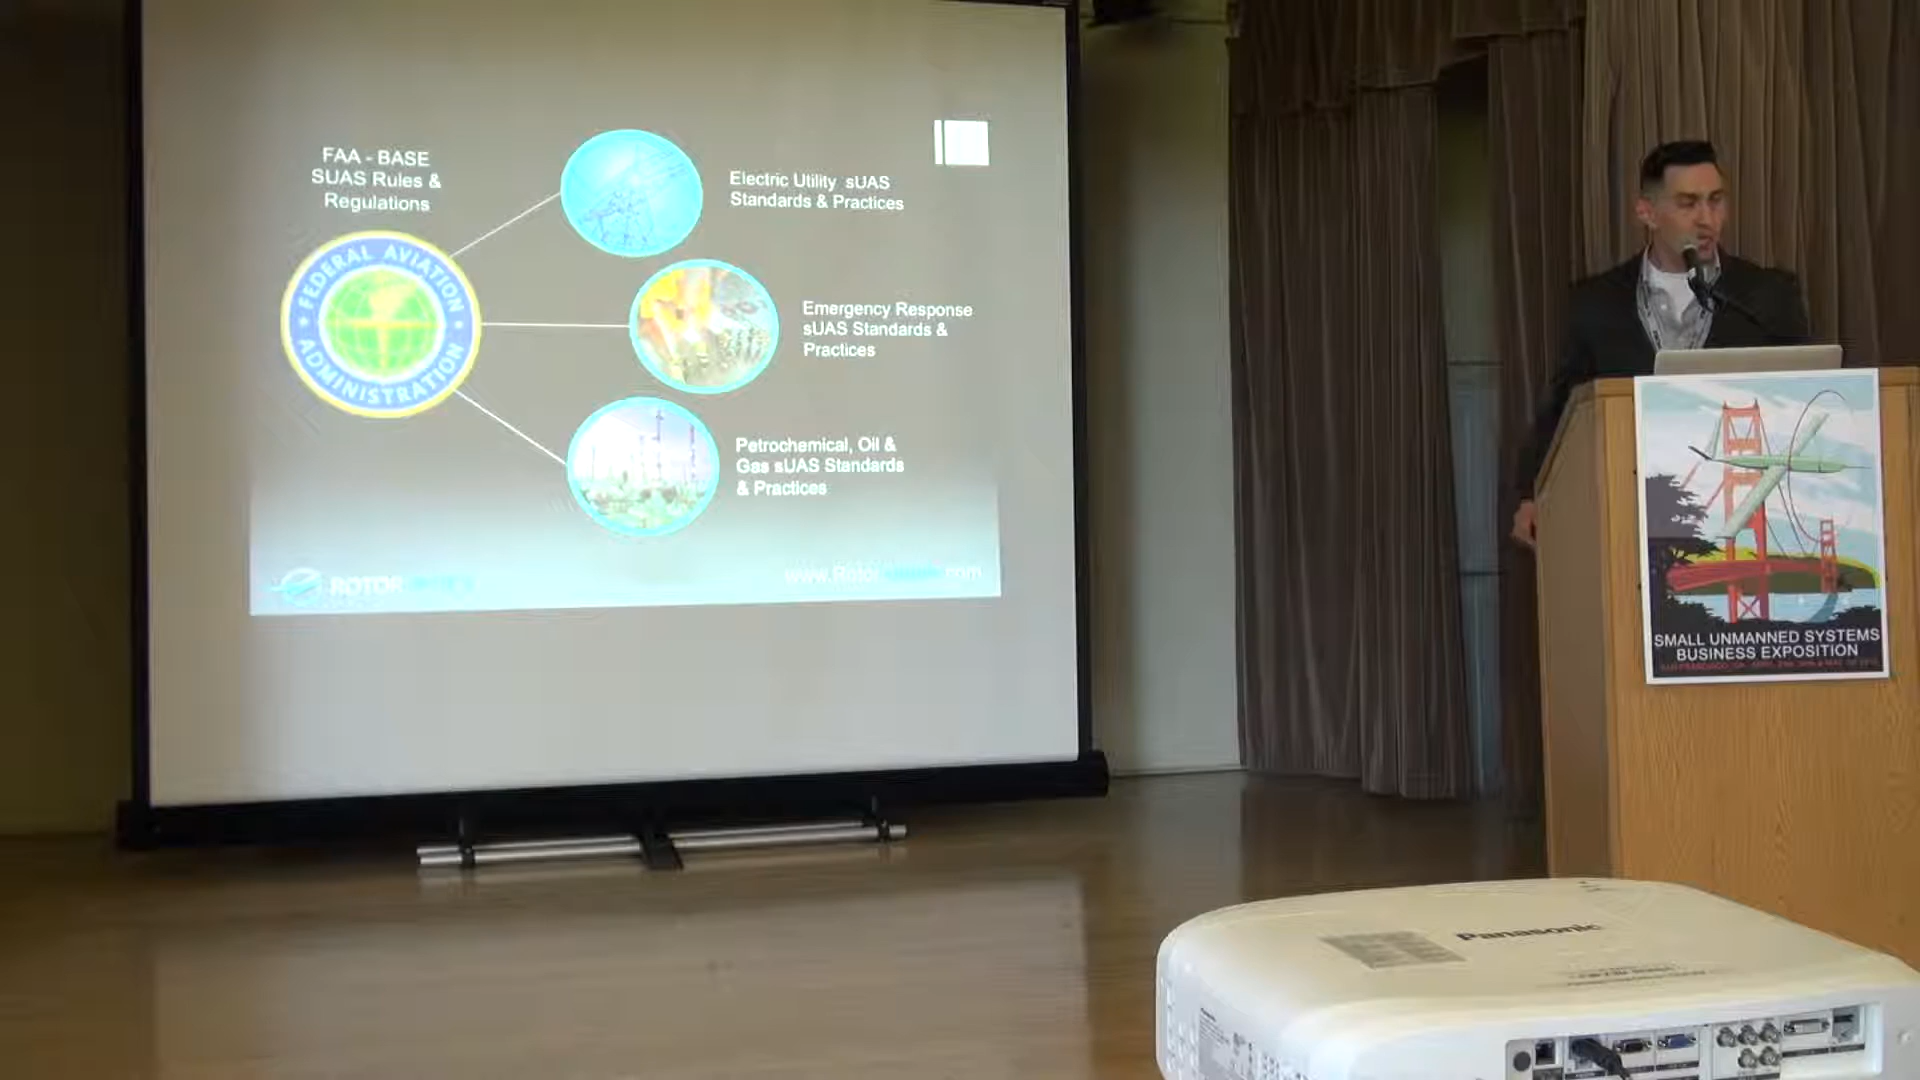 FAA - BASE
SUAS Rules &
Regulations
FEDERAL AVIATION
ADMINISTRATION
Electric Utility sUAS
Standards & Practices
Emergency Response
sUAS Standards &
Practices
Petrochemical, Oil &
Gas sUAS Standards
& Practices
ROTOR
www.Rotor
.com
SMALL UNMANNED SYSTEMS
BUSINESS EXPOSITION
Panasonic